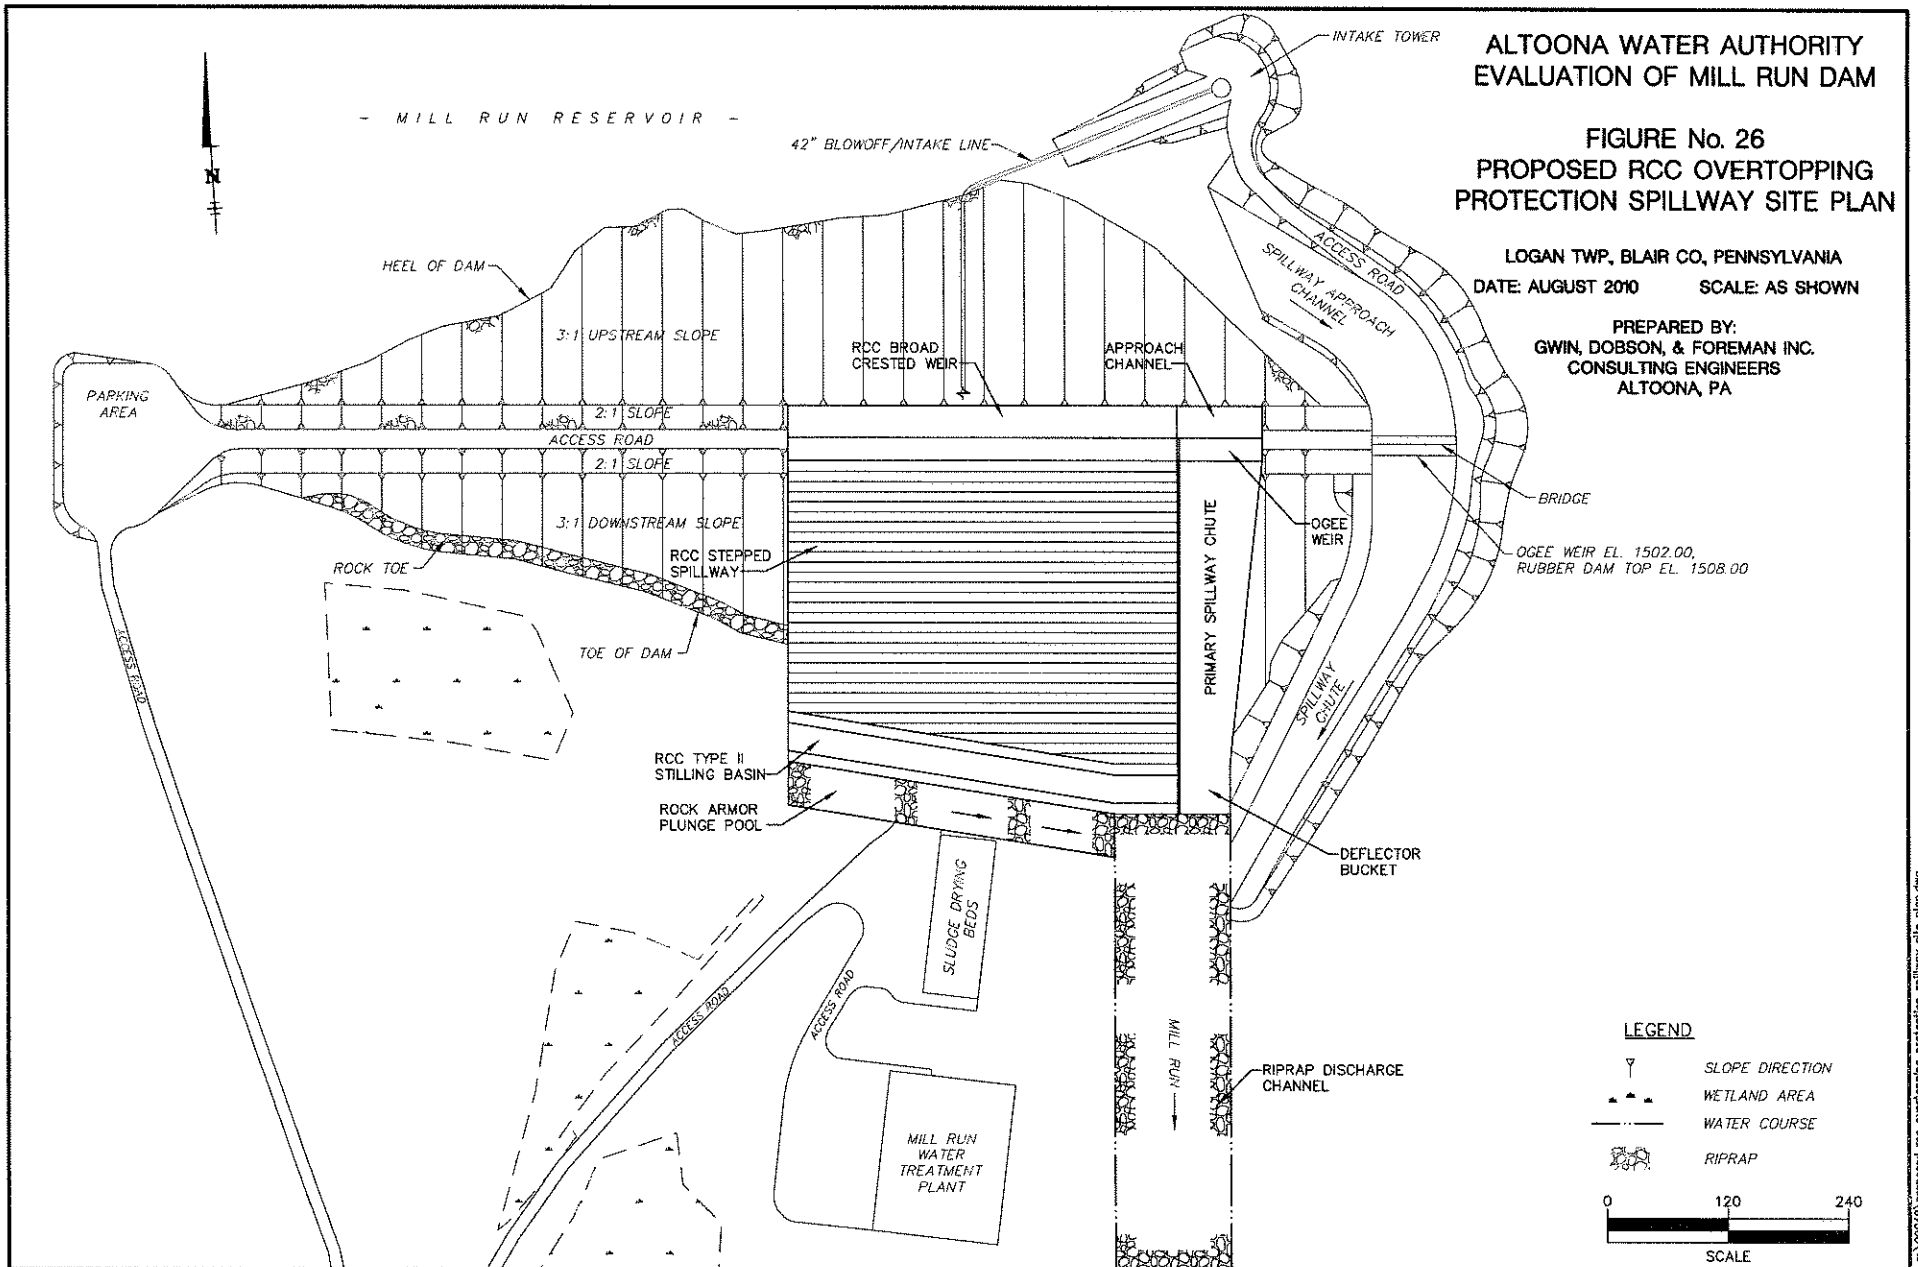 ALTOONA WATER AUTHORITY
EVALUATION OF MILL RUN DAM
FIGURE No. 26
PROPOSED RCC OVERTOPPING
PROTECTION SPILLWAY SITE PLAN
LOGAN TWP., BLAIR CO., PENNSYLVANIA
DATE: AUGUST 2010 SCALE: AS SHOWN
PREPARED BY:
GWIN, DOBSON, & FOREMAN INC.
CONSULTING ENGINEERS
ALTOONA, PA
INTAKE TOWER
- MILL RUN RESERVOIR -
42" BLOWOFF/INTAKE LINE
N
HEEL OF DAM
ACCESS ROAD
SPILLWAY APPROACH
CHANNEL
3:1 UPSTREAM SLOPE
RCC BROAD
CRESTED WEIR
APPROACH
CHANNEL
PARKING
AREA
2:1 SLOPE
ACCESS ROAD
2:1 SLOPE
BRIDGE
3:1 DOWNSTREAM SLOPE
OGEE
WEIR
RCC STEPPED
SPILLWAY
OGEE WEIR EL. 1502.00,
RUBBER DAM TOP EL. 1508.00
ROCK TOE
PRIMARY SPILLWAY CHUTE
TOE OF DAM
ACCESS ROAD
SPILLWAY
CHUTE
RCC TYPE II
STILLING BASIN
ROCK ARMOR
PLUNGE POOL
DEFLECTOR
BUCKET
SLUDGE DRYING
BEDS
ACCESS ROAD
ACCESS ROAD
MILL RUN
RIPRAP DISCHARGE
CHANNEL
MILL RUN
WATER
TREATMENT
PLANT
LEGEND
SLOPE DIRECTION
WETLAND AREA
WATER COURSE
RIPRAP
0 120 240
SCALE